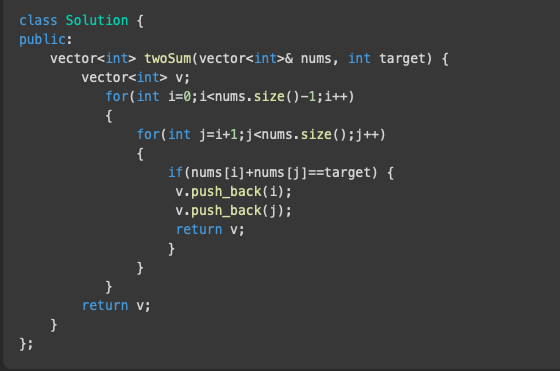 class Solution {
public:
    vector<int> twoSum(vector<int>& nums, int target) {
        vector<int> v;
           for(int i=0;i<nums.size()-1;i++)
           {
               for(int j=i+1;j<nums.size();j++)
               {
                   if(nums[i]+nums[j]==target) {
                    v.push_back(i);
                    v.push_back(j);
                    return v;
                   }
               }
           }
        return v;
    }
};